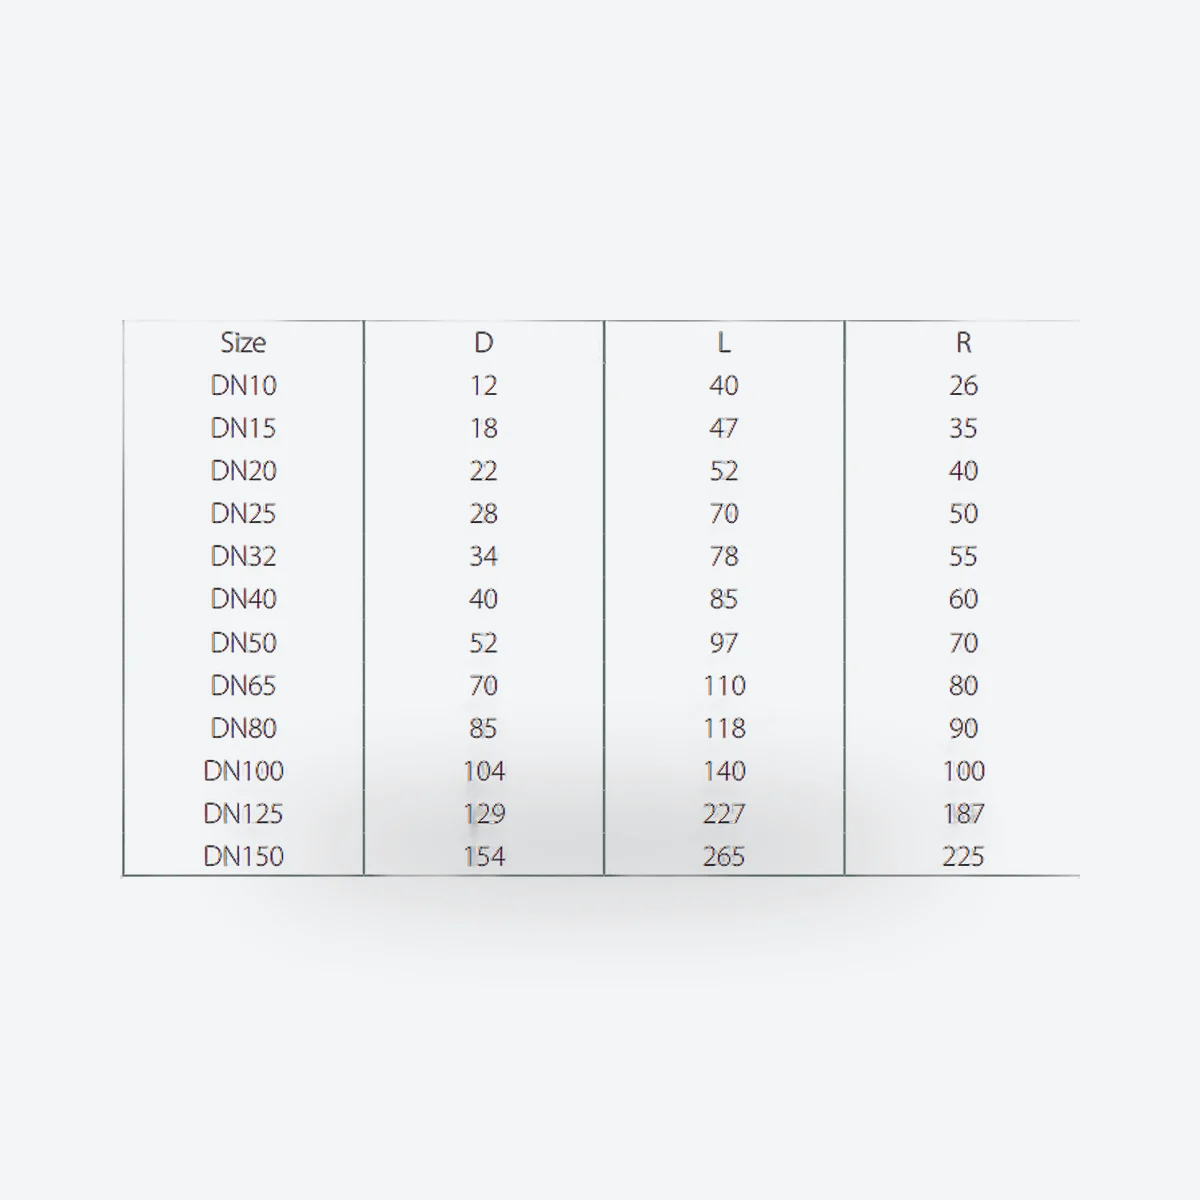 Size D L R
DN10 12 40 26
DN15 18 47 35
DN20 22 52 40
DN25 28 70 50
DN32 34 78 55
DN40 40 85 60
DN50 52 97 70
DN65 70 110 80
DN80 85 118 90
DN100 104 140 100
DN125 129 227 187
DN150 154 265 225